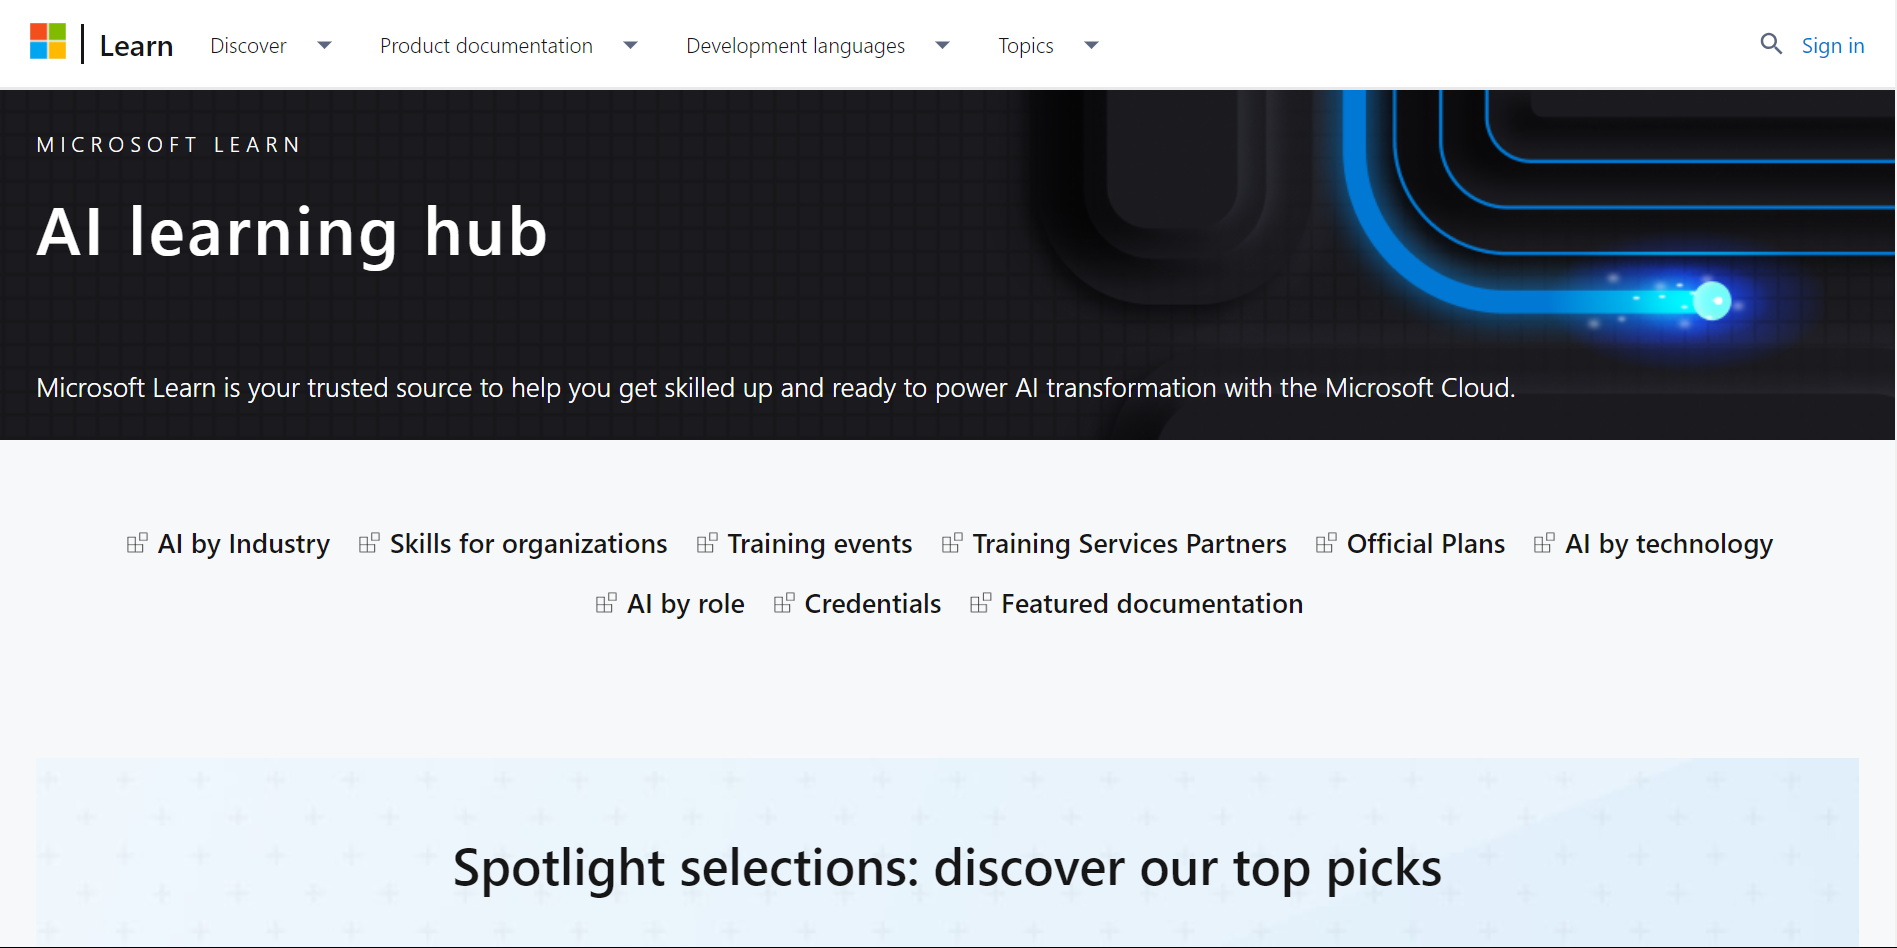 Learn Discover Product documentation Development languages Topics Sign in
MICROSOFT LEARN
AI learning hub
Microsoft Learn is your trusted source to help you get skilled up and ready to power AI transformation with the Microsoft Cloud.
AI by Industry Skills for organizations Training events Training Services Partners Official Plans AI by technology
AI by role Credentials Featured documentation
Spotlight selections: discover our top picks